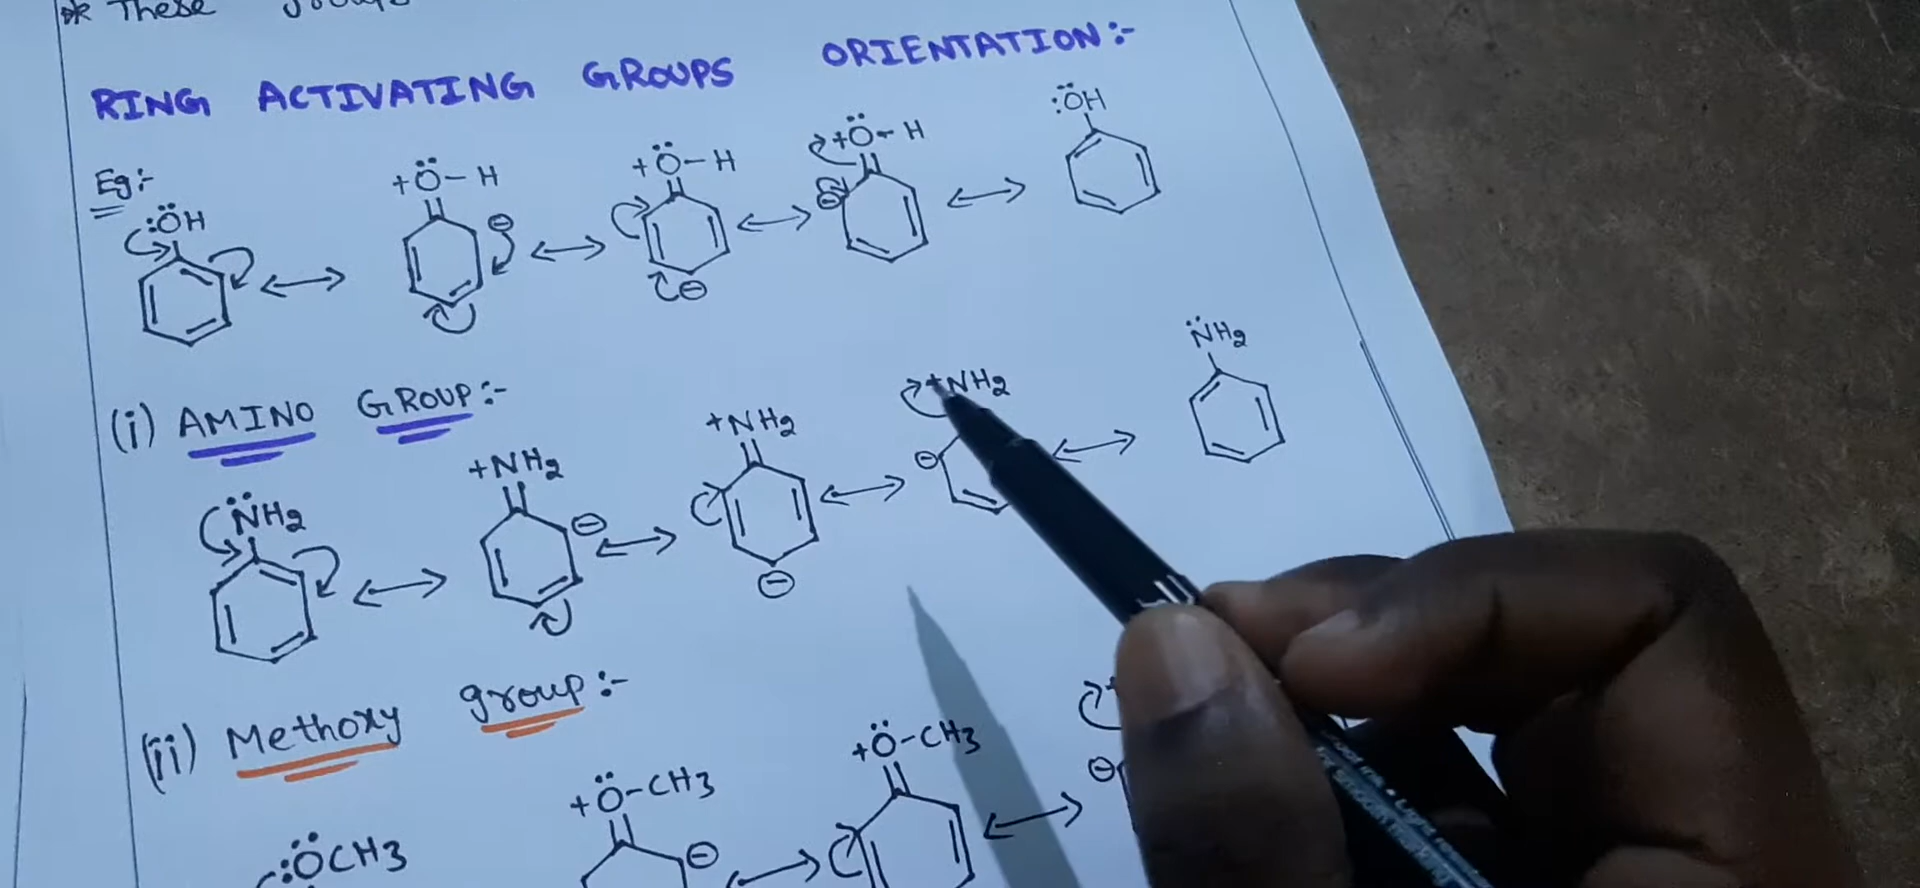 * These
RING ACTIVATING GROUPS ORIENTATION:-
Eg:-
:ÖH
+Ö-H
+Ö-H
+Ö-H
:ÖH
(i) AMINO GROUP:-
N̈H2
+NH2
+NH2
+NH2
N̈H2
(ii) Methoxy group:-
:ÖCH3
+Ö-CH3
+Ö-CH3